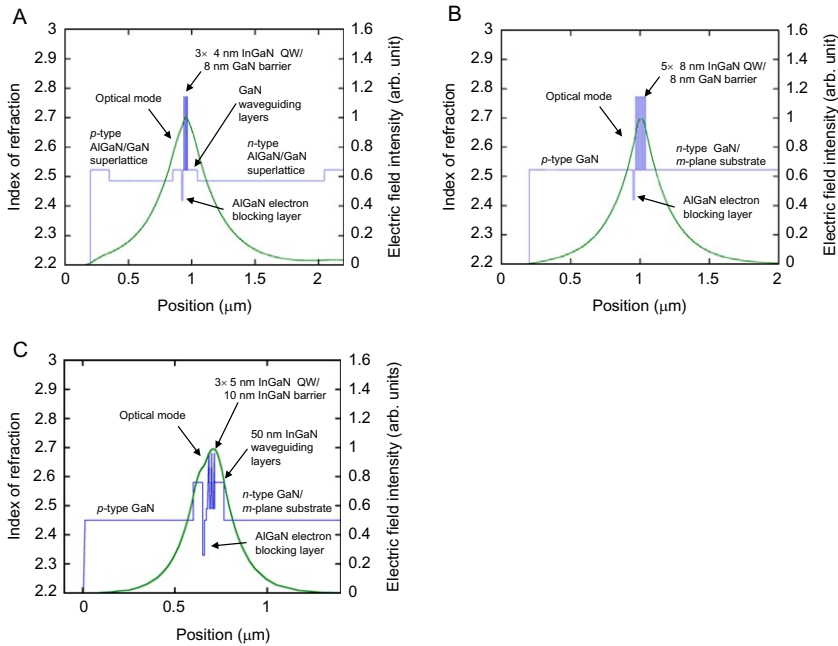 A
3
2.9
2.8
2.7
2.6
2.5
2.4
2.3
2.2
Index of refraction
0
0.5
1
1.5
2
Position (μm)
1.6
1.4
1.2
1
0.8
0.6
0.4
0.2
0
Electric field intensity (arb. unit)
3× 4 nm InGaN QW/
8 nm GaN barrier
Optical mode
GaN
waveguiding
layers
p-type
AlGaN/GaN
superlattice
n-type
AlGaN/GaN
superlattice
AlGaN electron
blocking layer
B
3
2.9
2.8
2.7
2.6
2.5
2.4
2.3
2.2
Index of refraction
0
0.5
1
1.5
2
Position (μm)
1.6
1.4
1.2
1
0.8
0.6
0.4
0.2
0
Electric field intensity (arb. unit)
5× 8 nm InGaN QW/
8 nm GaN barrier
Optical mode
p-type GaN
n-type GaN/
m-plane substrate
AlGaN electron
blocking layer
C
3
2.9
2.8
2.7
2.6
2.5
2.4
2.3
2.2
Index of refraction
0
0.5
1
Position (μm)
1.6
1.4
1.2
1
0.8
0.6
0.4
0.2
0
Electric field intensity (arb. units)
3× 5 nm InGaN QW/
10 nm InGaN barrier
Optical mode
50 nm InGaN
waveguiding
layers
p-type GaN
n-type GaN/
m-plane substrate
AlGaN electron
blocking layer